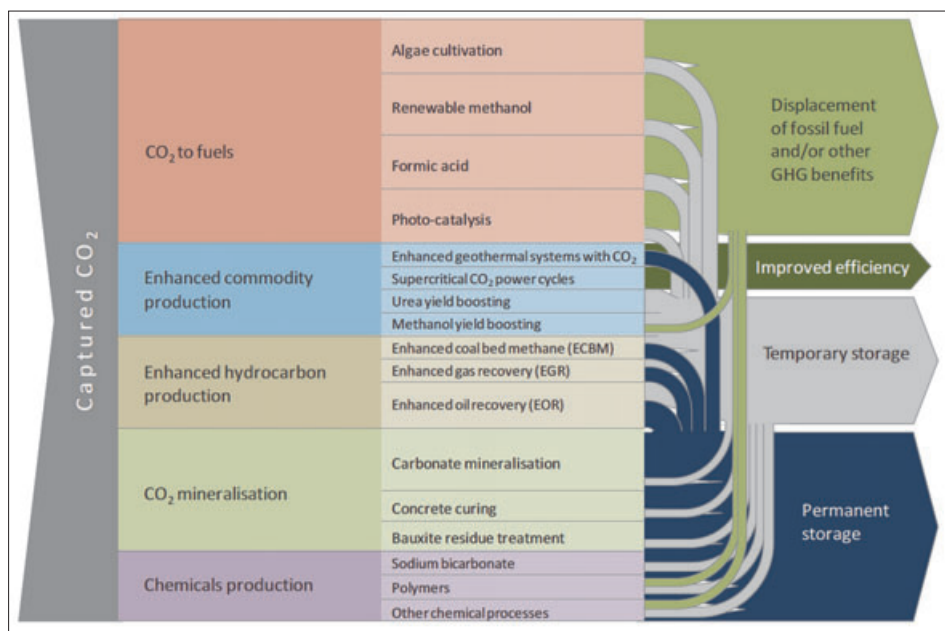 Captured CO₂
CO₂ to fuels
Algae cultivation
Renewable methanol
Formic acid
Photo-catalysis
Enhanced commodity
production
Enhanced geothermal systems with CO₂
Supercritical CO₂ power cycles
Urea yield boosting
Methanol yield boosting
Enhanced hydrocarbon
production
Enhanced coal bed methane (ECBM)
Enhanced gas recovery (EGR)
Enhanced oil recovery (EOR)
CO₂ mineralisation
Carbonate mineralisation
Concrete curing
Bauxite residue treatment
Chemicals production
Sodium bicarbonate
Polymers
Other chemical processes
Displacement
of fossil fuel
and/or other
GHG benefits
Improved efficiency
Temporary storage
Permanent
storage